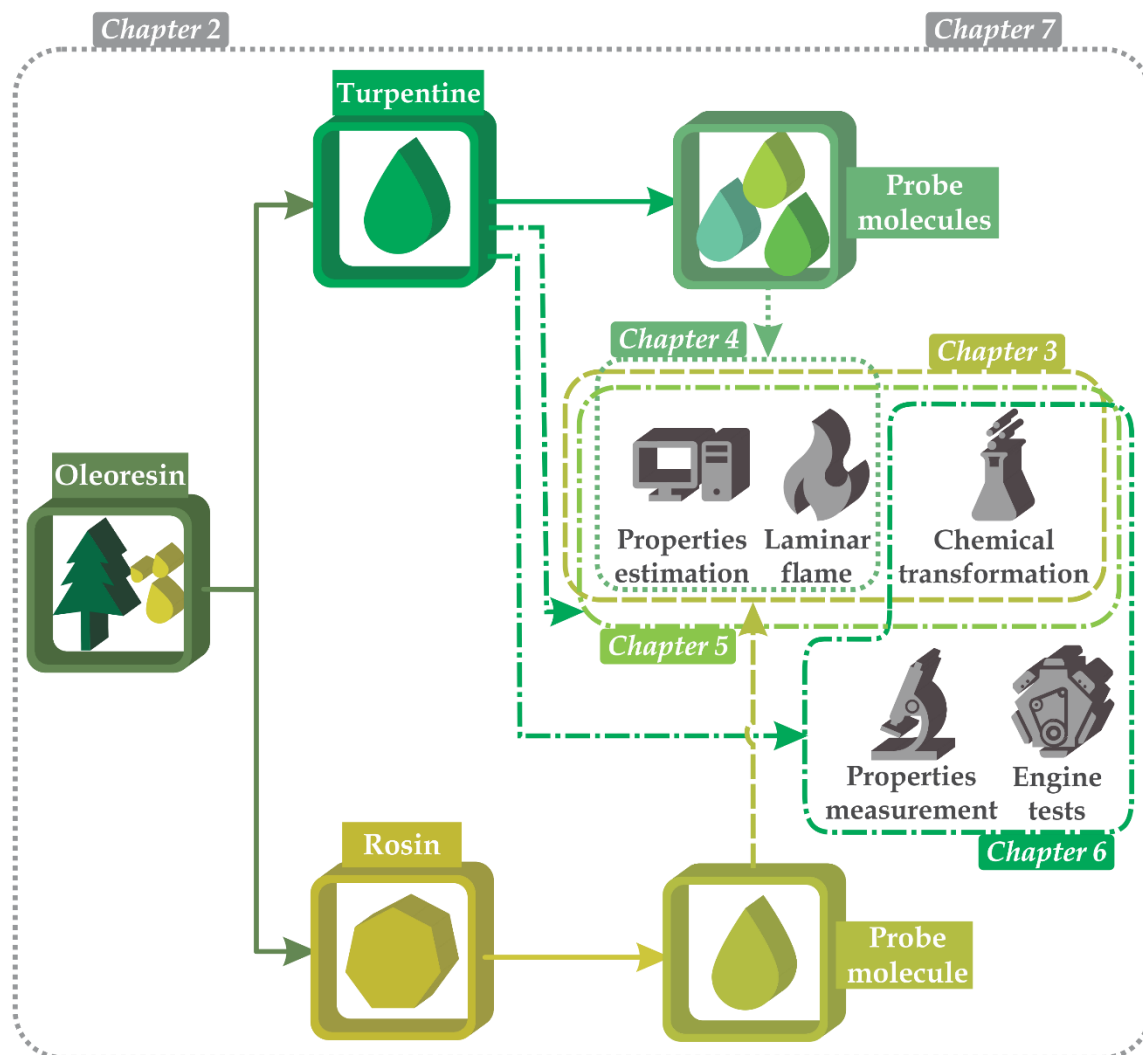 Chapter 2
Chapter 7
Turpentine
Probe
molecules
Chapter 4
Chapter 3
Oleoresin
Properties
estimation
Laminar
flame
Chemical
transformation
Chapter 5
Properties
measurement
Engine
tests
Chapter 6
Rosin
Probe
molecule